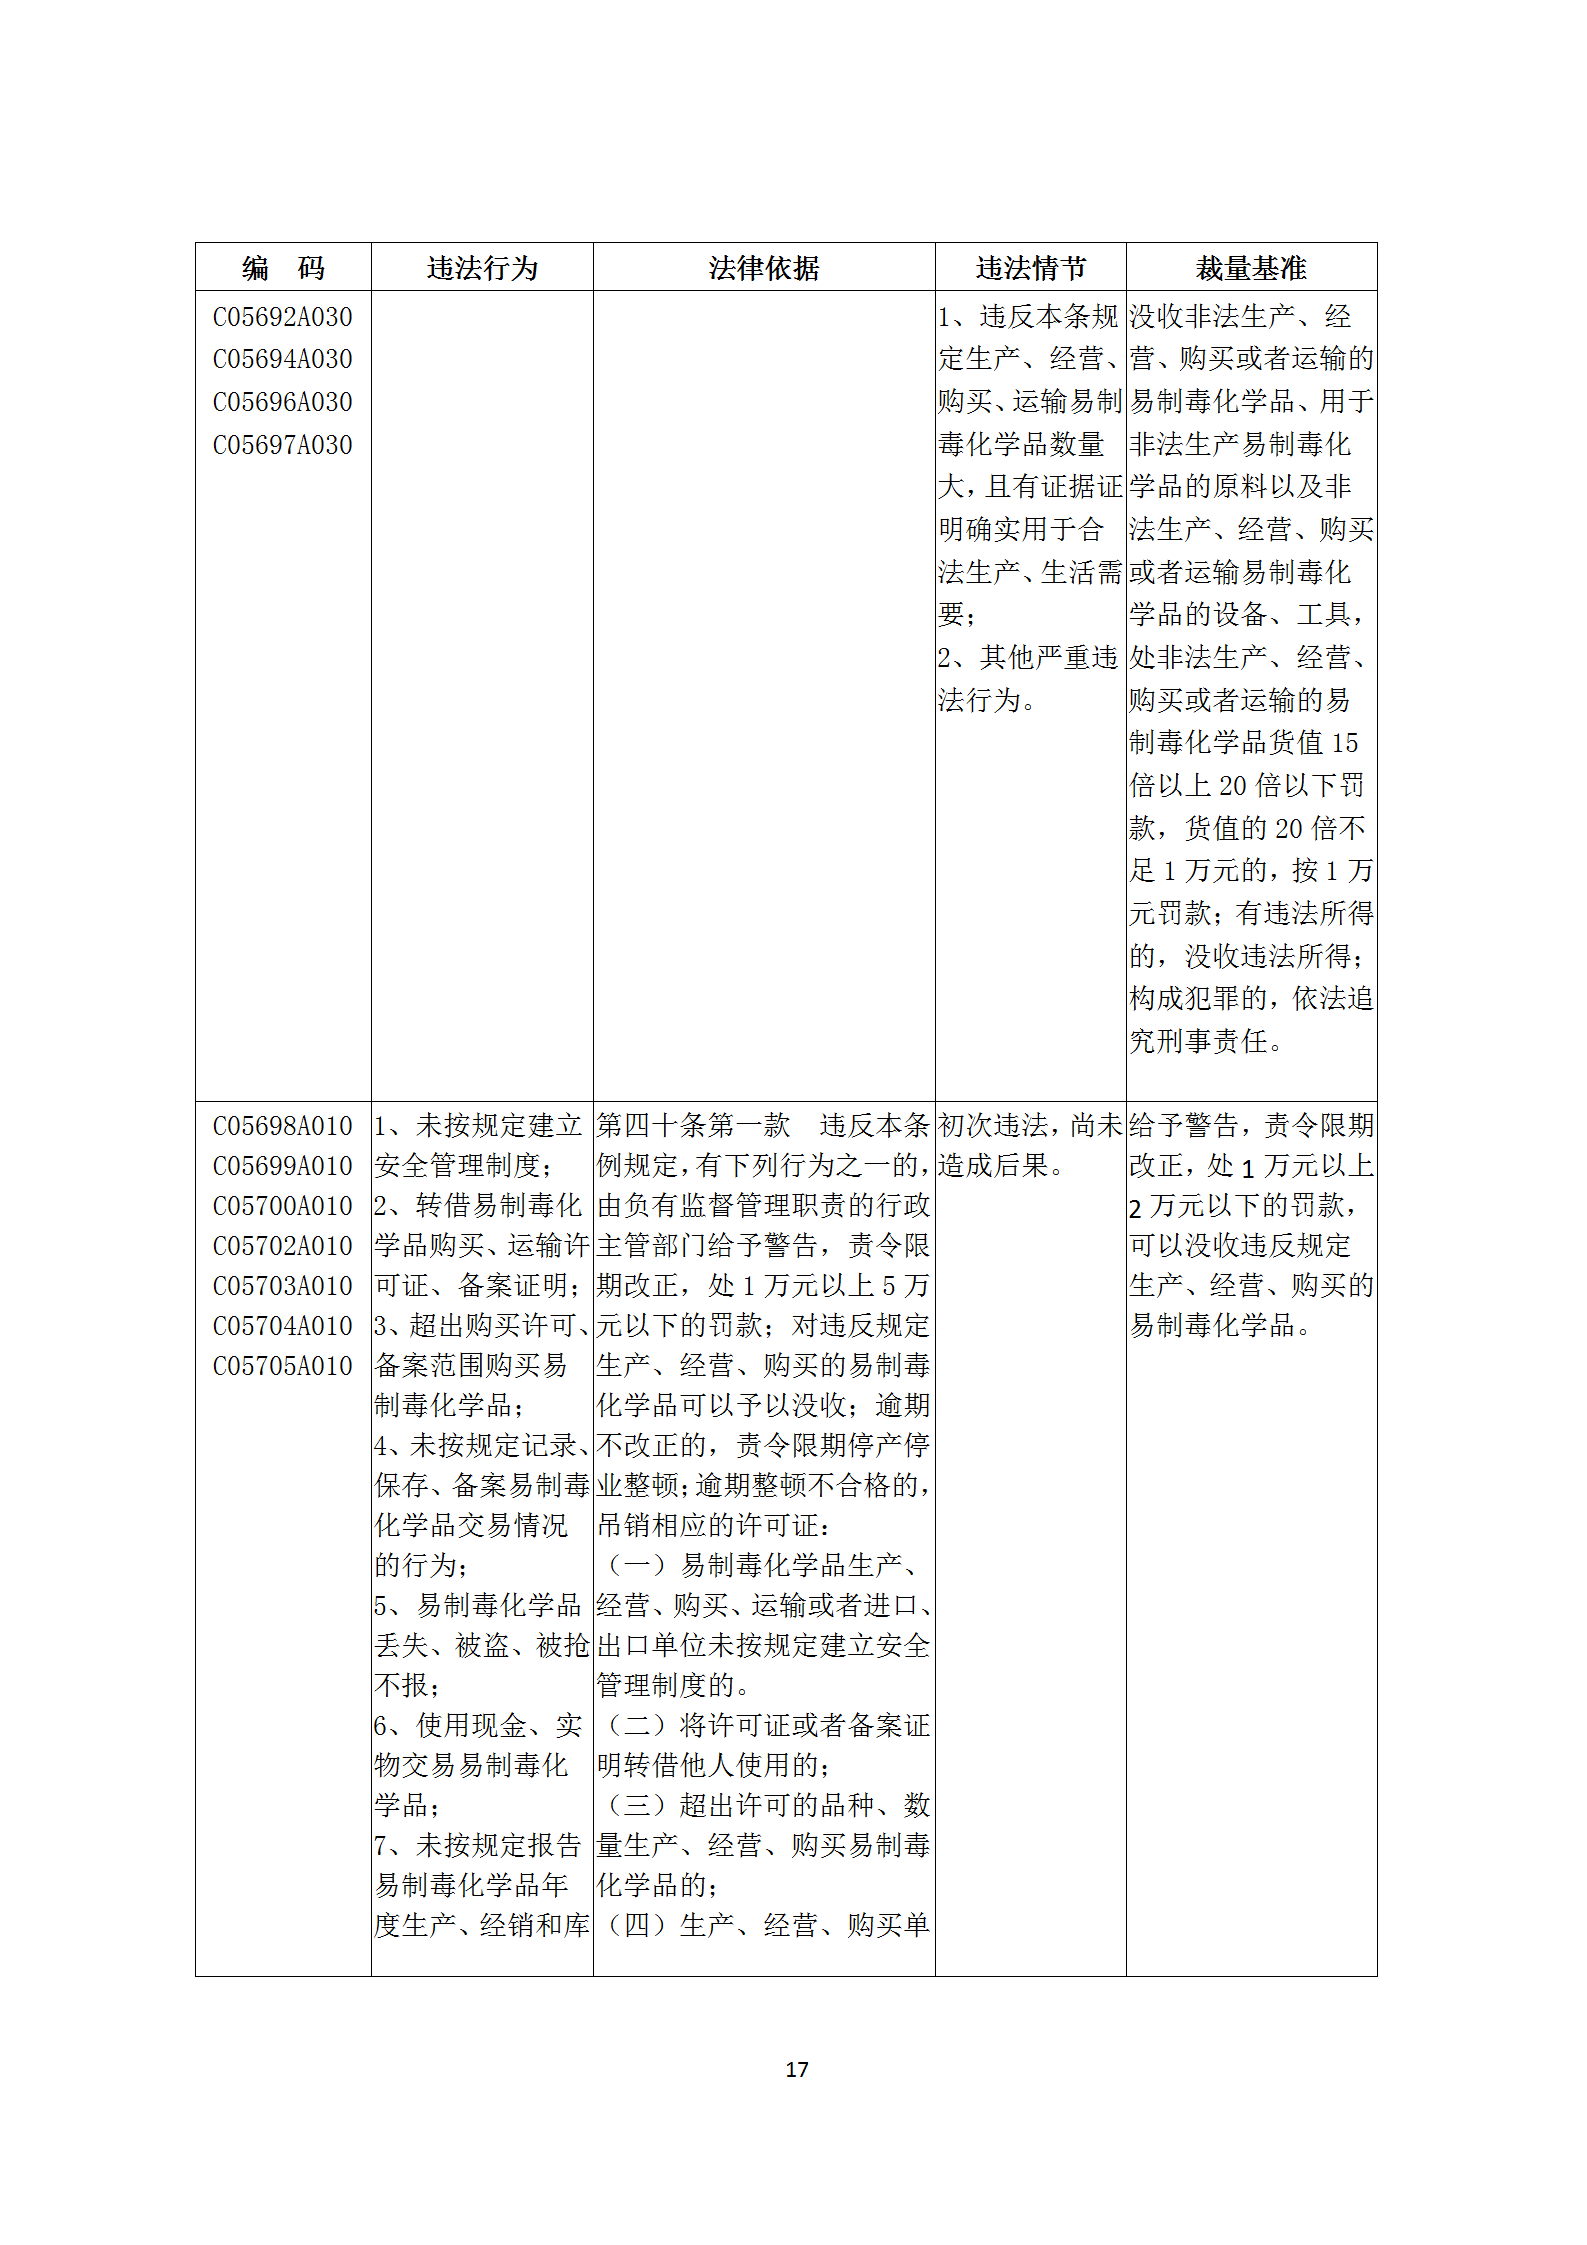 编　码
违法行为
法律依据
违法情节
裁量基准
C05692A030
C05694A030
C05696A030
C05697A030
1、违反本条规
定生产、经营、
购买、运输易制
毒化学品数量
大，且有证据证
明确实用于合
法生产、生活需
要；
2、其他严重违
法行为。
没收非法生产、经
营、购买或者运输的
易制毒化学品、用于
非法生产易制毒化
学品的原料以及非
法生产、经营、购买
或者运输易制毒化
学品的设备、工具，
处非法生产、经营、
购买或者运输的易
制毒化学品货值 15
倍以上 20 倍以下罚
款，货值的 20 倍不
足 1 万元的，按 1 万
元罚款；有违法所得
的，没收违法所得；
构成犯罪的，依法追
究刑事责任。
C05698A010
C05699A010
C05700A010
C05702A010
C05703A010
C05704A010
C05705A010
1、未按规定建立
安全管理制度；
2、转借易制毒化
学品购买、运输许
可证、备案证明；
3、超出购买许可、
备案范围购买易
制毒化学品；
4、未按规定记录、
保存、备案易制毒
化学品交易情况
的行为；
5、易制毒化学品
丢失、被盗、被抢
不报；
6、使用现金、实
物交易易制毒化
学品；
7、未按规定报告
易制毒化学品年
度生产、经销和库
第四十条第一款　违反本条
例规定，有下列行为之一的，
由负有监督管理职责的行政
主管部门给予警告，责令限
期改正，处 1 万元以上 5 万
元以下的罚款；对违反规定
生产、经营、购买的易制毒
化学品可以予以没收；逾期
不改正的，责令限期停产停
业整顿；逾期整顿不合格的，
吊销相应的许可证：
（一）易制毒化学品生产、
经营、购买、运输或者进口、
出口单位未按规定建立安全
管理制度的。
（二）将许可证或者备案证
明转借他人使用的；
（三）超出许可的品种、数
量生产、经营、购买易制毒
化学品的；
（四）生产、经营、购买单
初次违法，尚未
造成后果。
给予警告，责令限期
改正，处 1 万元以上
2 万元以下的罚款，
可以没收违反规定
生产、经营、购买的
易制毒化学品。
17